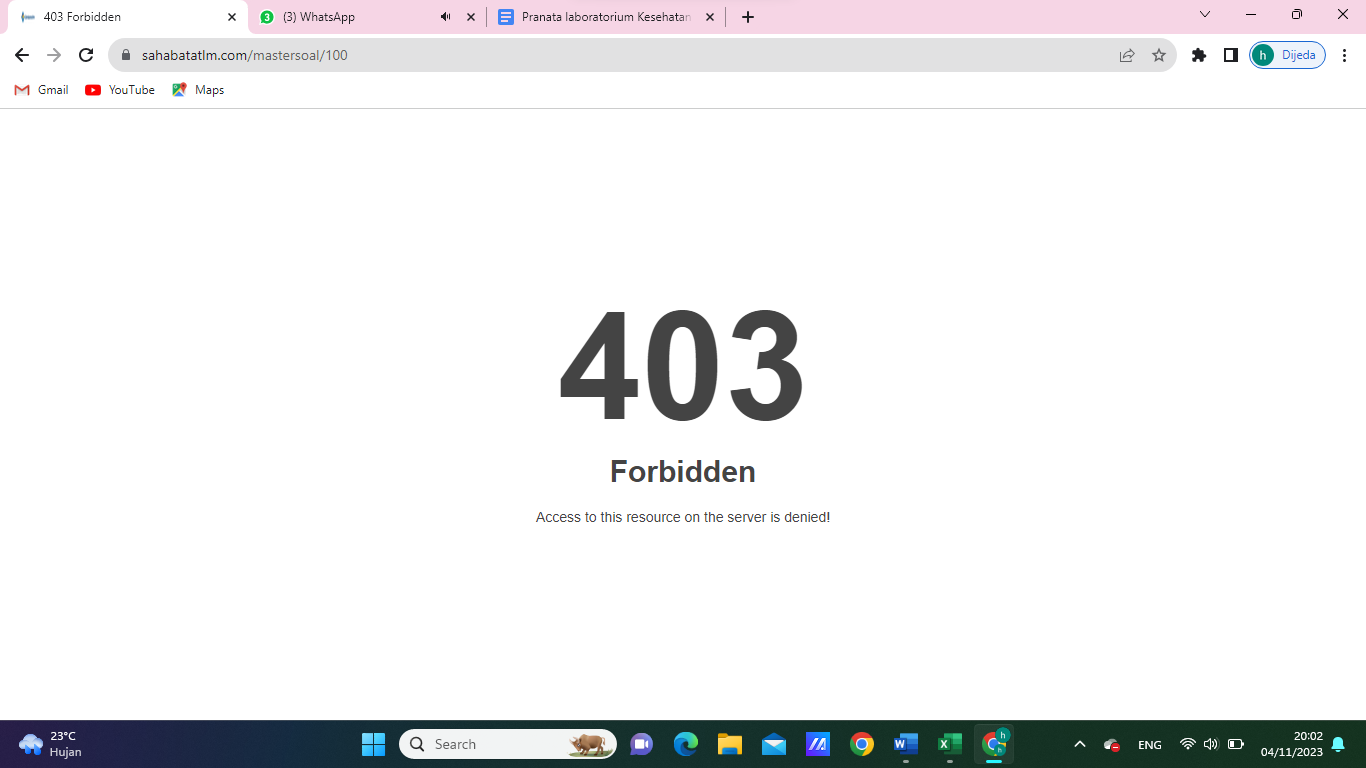 403 Forbidden
3
(3) WhatsApp
Pranata laboratorium Kesehatan
sahabatatlm.com/mastersoal/100
h
Dijeda
Gmail
YouTube
Maps
403
Forbidden
Access to this resource on the server is denied!
23°C
Hujan
Search
W
X
h
ENG
20:02
04/11/2023